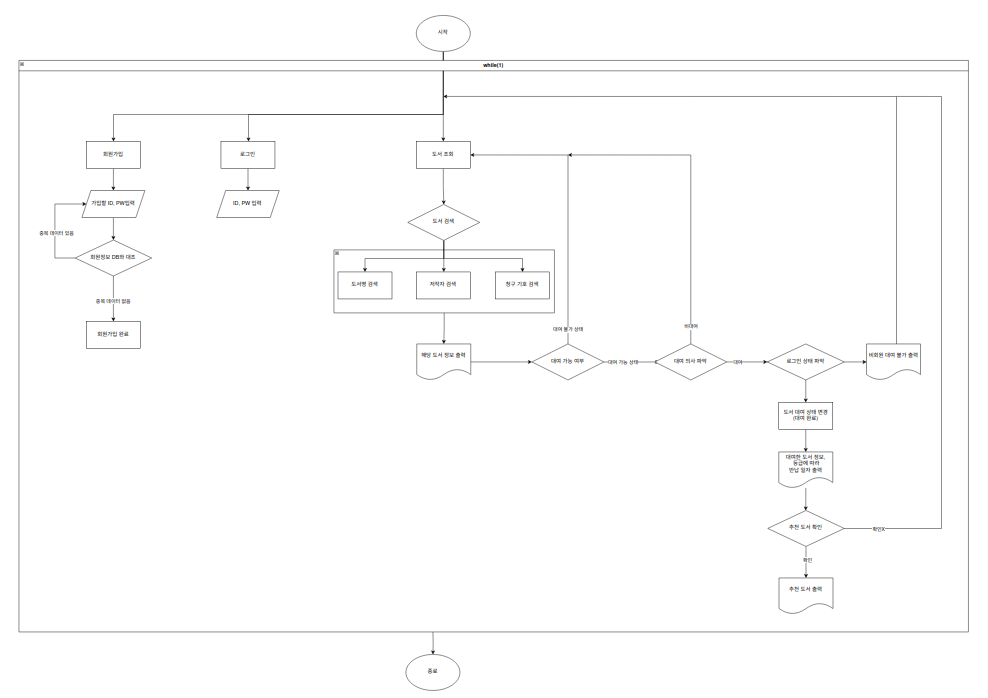 시작
while(1)
회원가입
로그인
도서 조회
가입할 ID, PW입력
ID, PW 입력
도서 검색
중복 데이터 있음
회원정보 DB와 대조
도서명 검색
저작자 검색
청구 기호 검색
중복 데이터 없음
대여 불가 상태
비대여
회원가입 완료
해당 도서 정보 출력
대여 가능 여부
대여 가능 상태
대여 의사 파악
대여
로그인 상태 파악
비회원 대여 불가 출력
도서 대여 상태 변경
(대여 완료)
대여한 도서 정보,
등급에 따라
반납 일자 출력
추천 도서 확인
확인X
확인
추천 도서 출력
종료